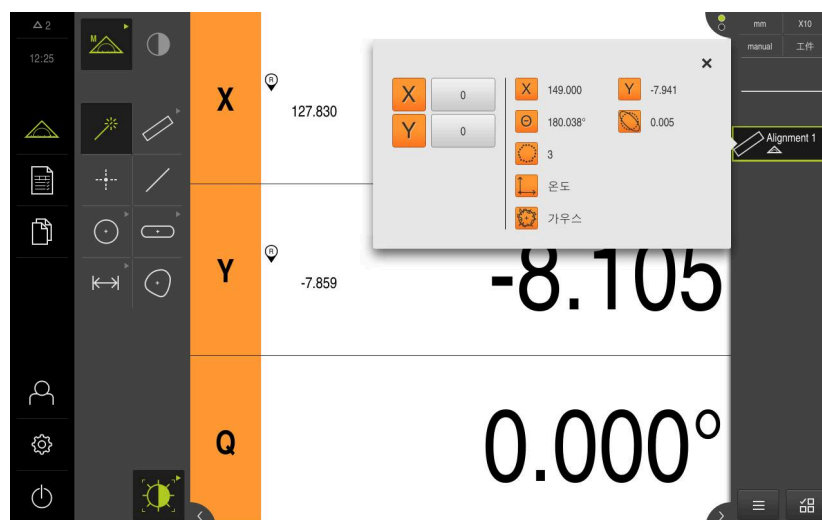 2
12:25
M
X
R
127.830
Y
R
-7.859
-8.105
Q
0.000°
X 0
Y 0
X 149.000 Y -7.941
Θ 180.038° 0.005
3
온도
가우스
mm X10
manual 工件
Alignment 1